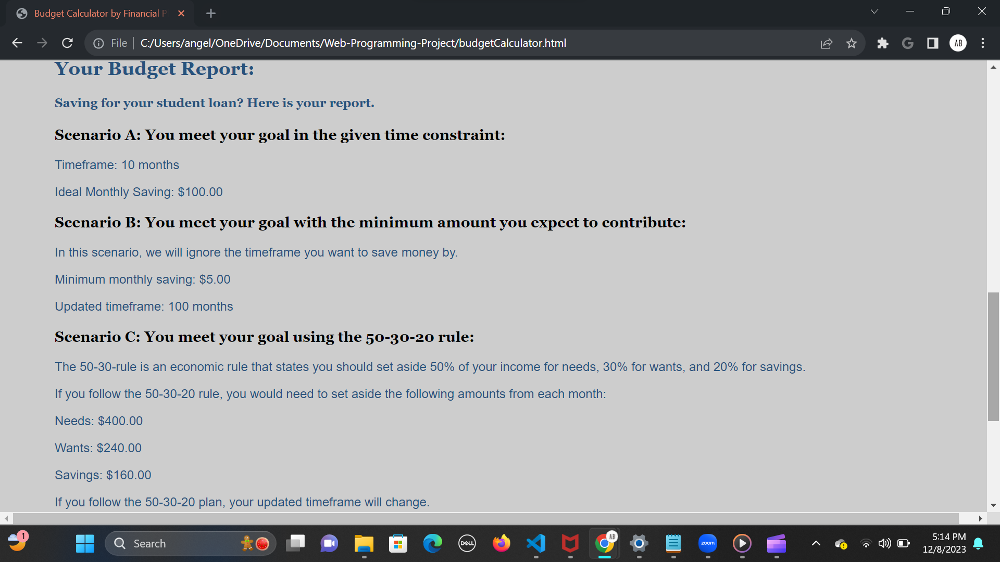 Budget Calculator by Financial P
File
C:/Users/angel/OneDrive/Documents/Web-Programming-Project/budgetCalculator.html
AB
Your Budget Report:
Saving for your student loan? Here is your report.
Scenario A: You meet your goal in the given time constraint:
Timeframe: 10 months
Ideal Monthly Saving: $100.00
Scenario B: You meet your goal with the minimum amount you expect to contribute:
In this scenario, we will ignore the timeframe you want to save money by.
Minimum monthly saving: $5.00
Updated timeframe: 100 months
Scenario C: You meet your goal using the 50-30-20 rule:
The 50-30-rule is an economic rule that states you should set aside 50% of your income for needs, 30% for wants, and 20% for savings.
If you follow the 50-30-20 rule, you would need to set aside the following amounts from each month:
Needs: $400.00
Wants: $240.00
Savings: $160.00
If you follow the 50-30-20 plan, your updated timeframe will change.
1
Search
DELL
AB
zoom
5:14 PM
12/8/2023